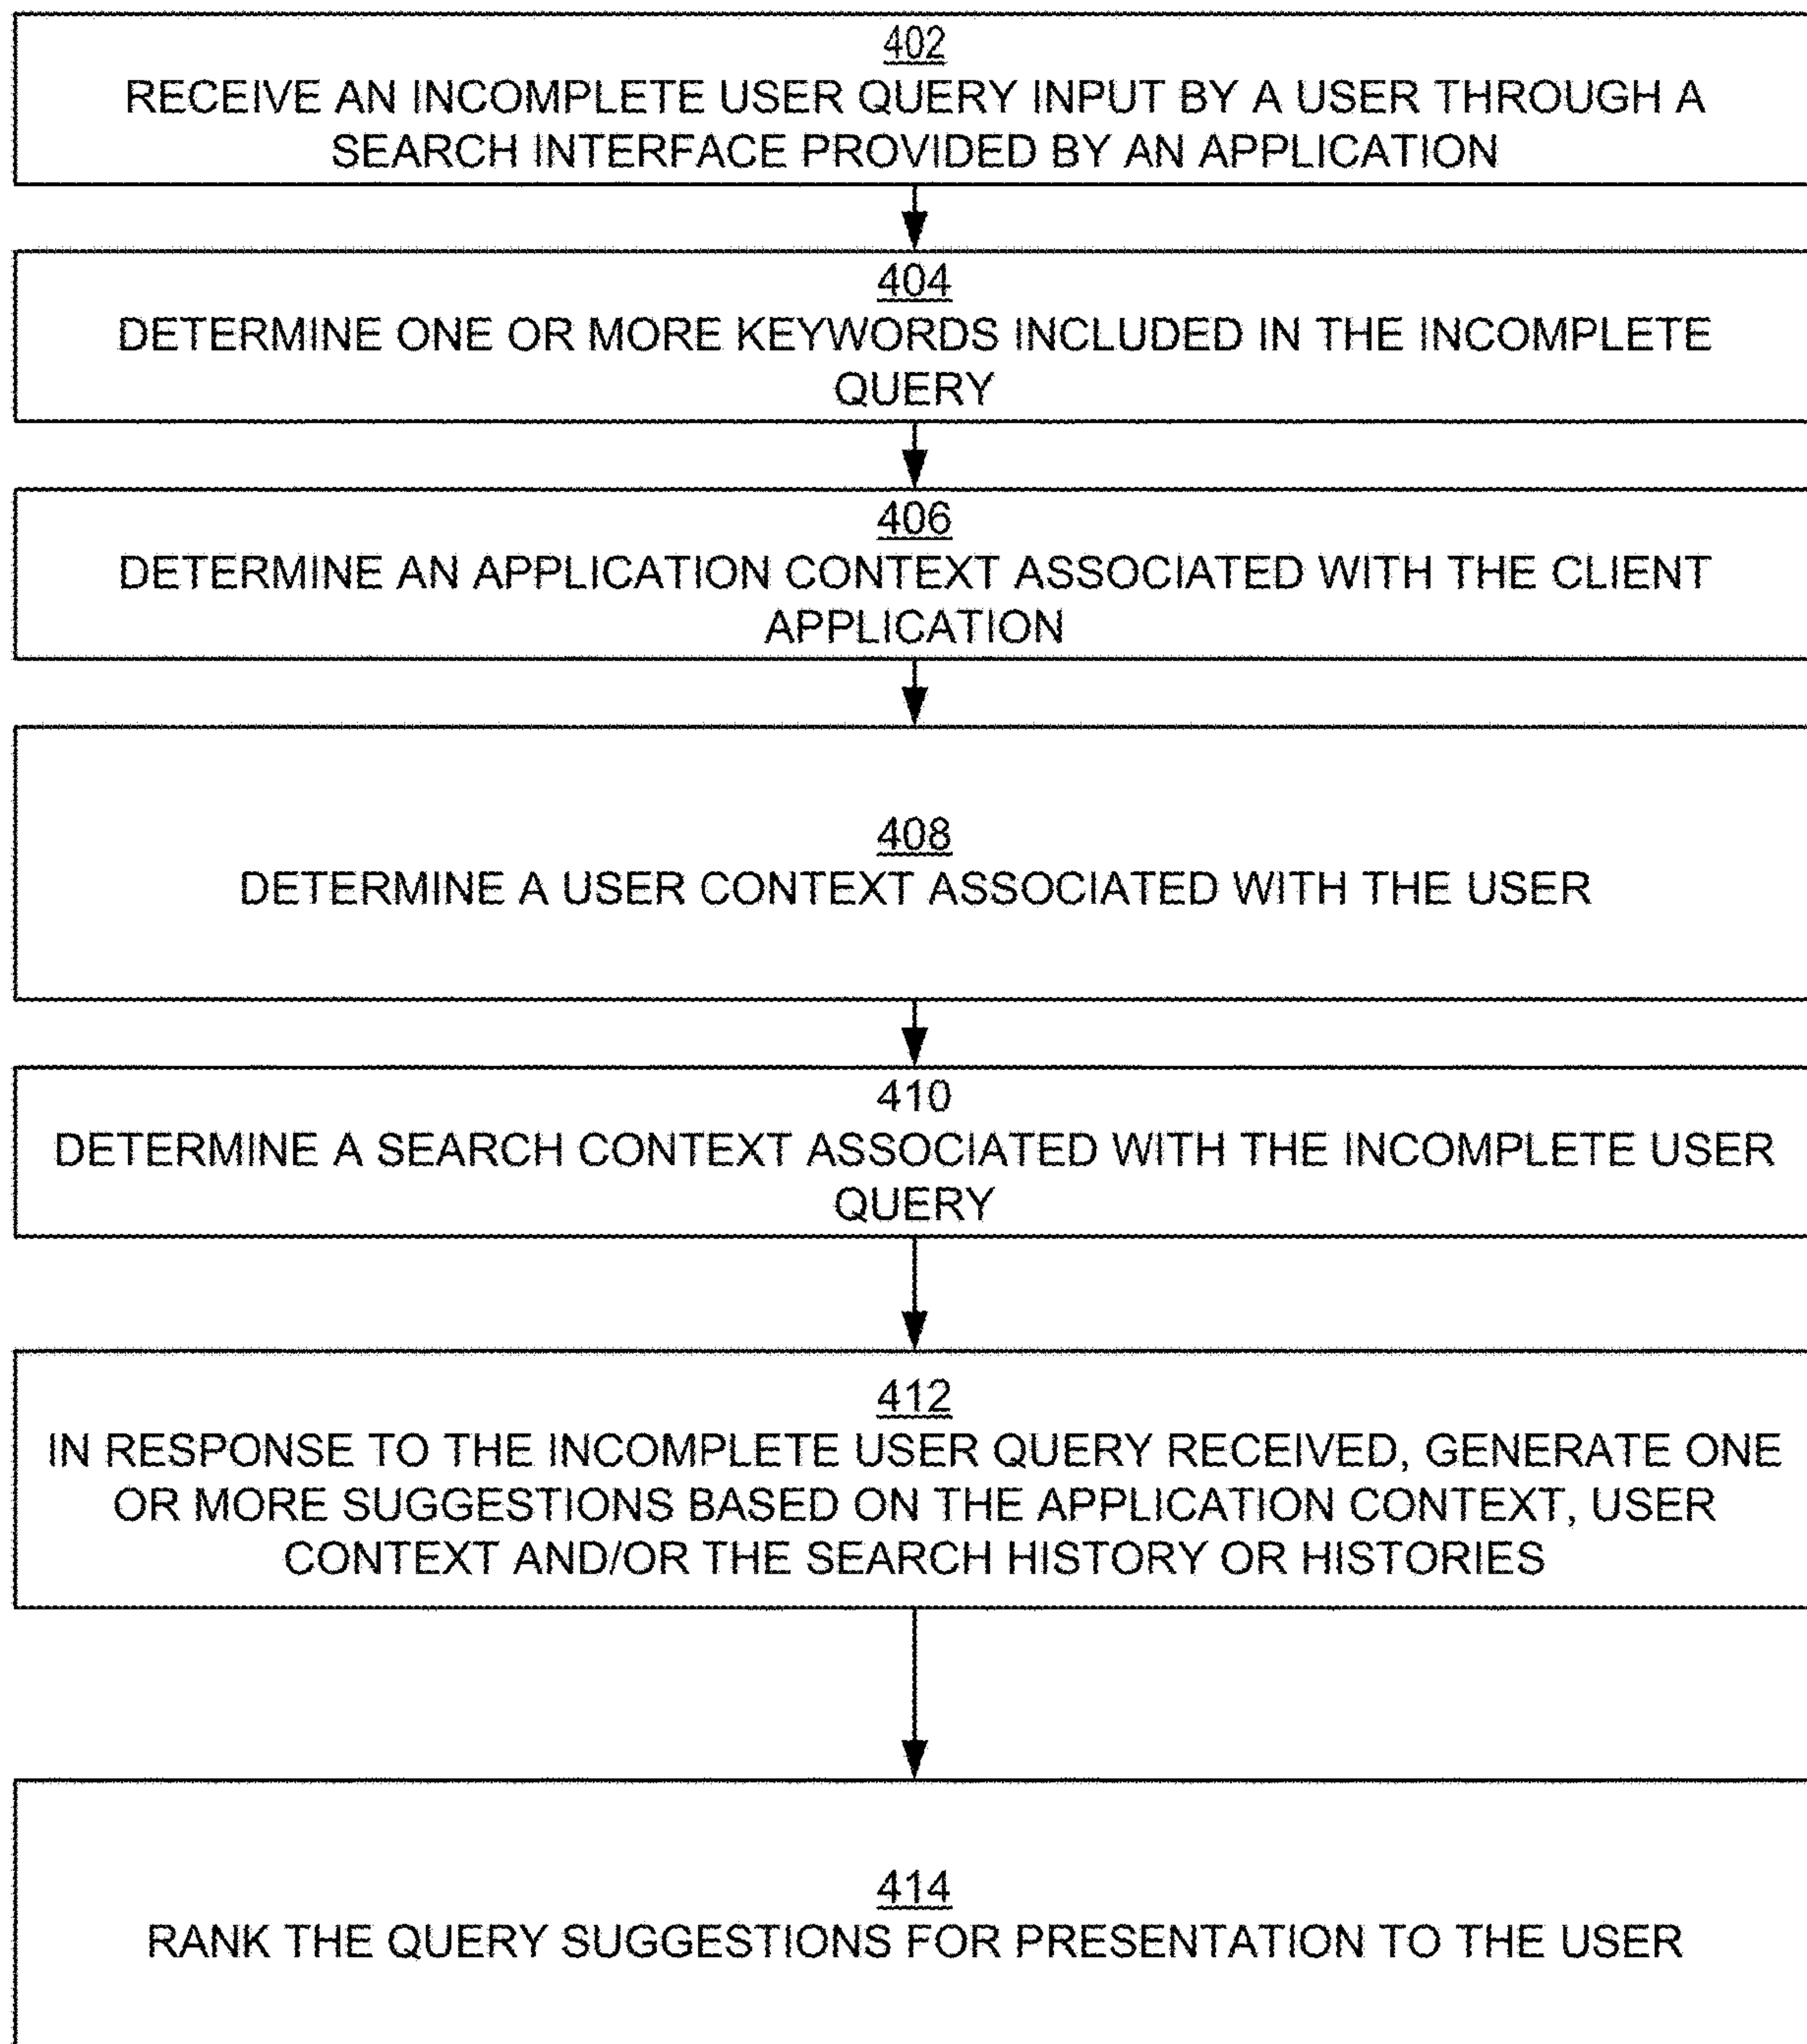 402
RECEIVE AN INCOMPLETE USER QUERY INPUT BY A USER THROUGH A
SEARCH INTERFACE PROVIDED BY AN APPLICATION
404
DETERMINE ONE OR MORE KEYWORDS INCLUDED IN THE INCOMPLETE
QUERY
406
DETERMINE AN APPLICATION CONTEXT ASSOCIATED WITH THE CLIENT
APPLICATION
408
DETERMINE A USER CONTEXT ASSOCIATED WITH THE USER
410
DETERMINE A SEARCH CONTEXT ASSOCIATED WITH THE INCOMPLETE USER
QUERY
412
IN RESPONSE TO THE INCOMPLETE USER QUERY RECEIVED, GENERATE ONE
OR MORE SUGGESTIONS BASED ON THE APPLICATION CONTEXT, USER
CONTEXT AND/OR THE SEARCH HISTORY OR HISTORIES
414
RANK THE QUERY SUGGESTIONS FOR PRESENTATION TO THE USER